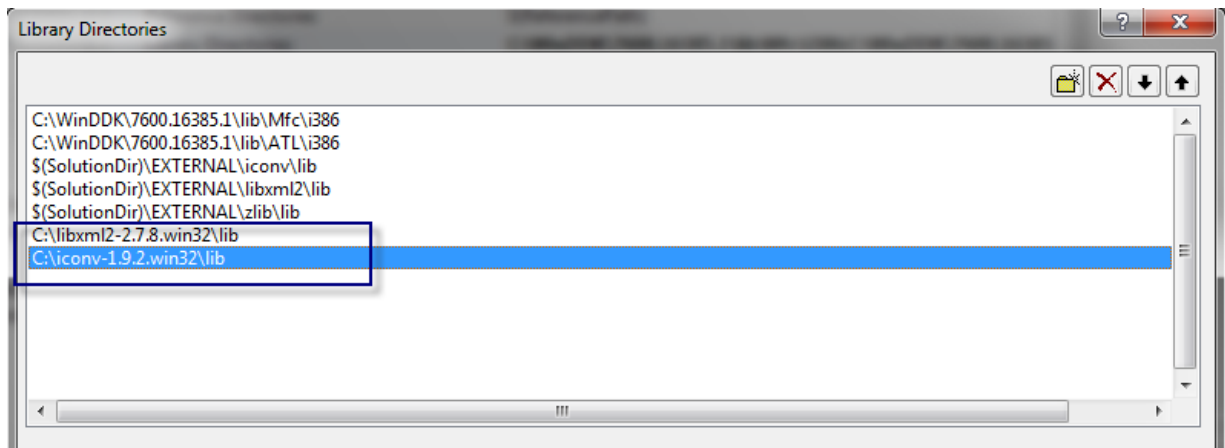 Library Directories
?
C:\WinDDK\7600.16385.1\lib\Mfc\i386
C:\WinDDK\7600.16385.1\lib\ATL\i386
$(SolutionDir)\EXTERNAL\iconv\lib
$(SolutionDir)\EXTERNAL\libxml2\lib
$(SolutionDir)\EXTERNAL\zlib\lib
C:\libxml2-2.7.8.win32\lib
C:\iconv-1.9.2.win32\lib